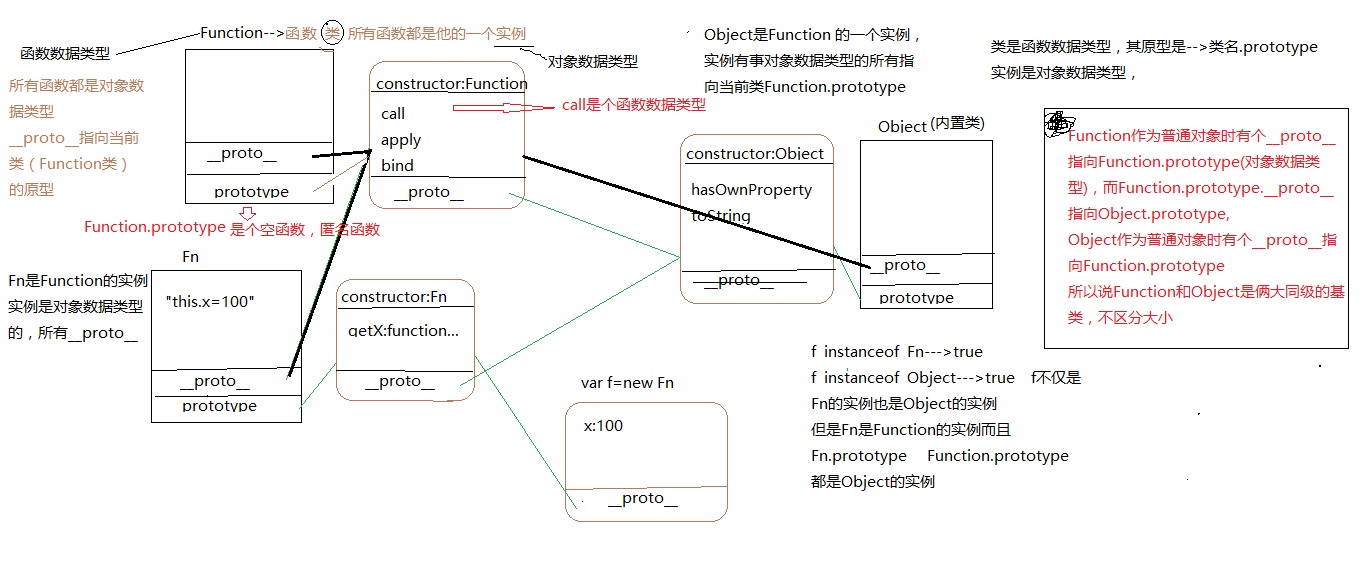 Function-->函数 类 所有函数都是他的一个实例
函数数据类型
对象数据类型
所有函数都是对象数
据类型
__proto__指向当前
类（Function类）
的原型
__proto__
prototype
Function.prototype 是个空函数，匿名函数
constructor:Function
call
apply
bind
__proto__
call是个函数数据类型
Object是Function 的一个实例，
实例有事对象数据类型的所有指
向当前类Function.prototype
类是函数数据类型，其原型是-->类名.prototype
实例是对象数据类型，
constructor:Object
hasOwnProperty
toString
__proto__
Object (内置类)
__proto__
prototype
Function作为普通对象时有个__proto__
指向Function.prototype(对象数据类
型)，而Function.prototype.__proto__
指向Object.prototype,
Object作为普通对象时有个__proto__指
向Function.prototype
所以说Function和Object是俩大同级的基
类，不区分大小
Fn
Fn是Function的实例
实例是对象数据类型
的，所有__proto__
"this.x=100"
__proto__
prototype
constructor:Fn
getX:function...
__proto__
var f=new Fn
x:100
__proto__
f instanceof Fn--->true
f instanceof Object--->true f不仅是
Fn的实例也是Object的实例
但是Fn是Function的实例而且
Fn.prototype Function.prototype
都是Object的实例